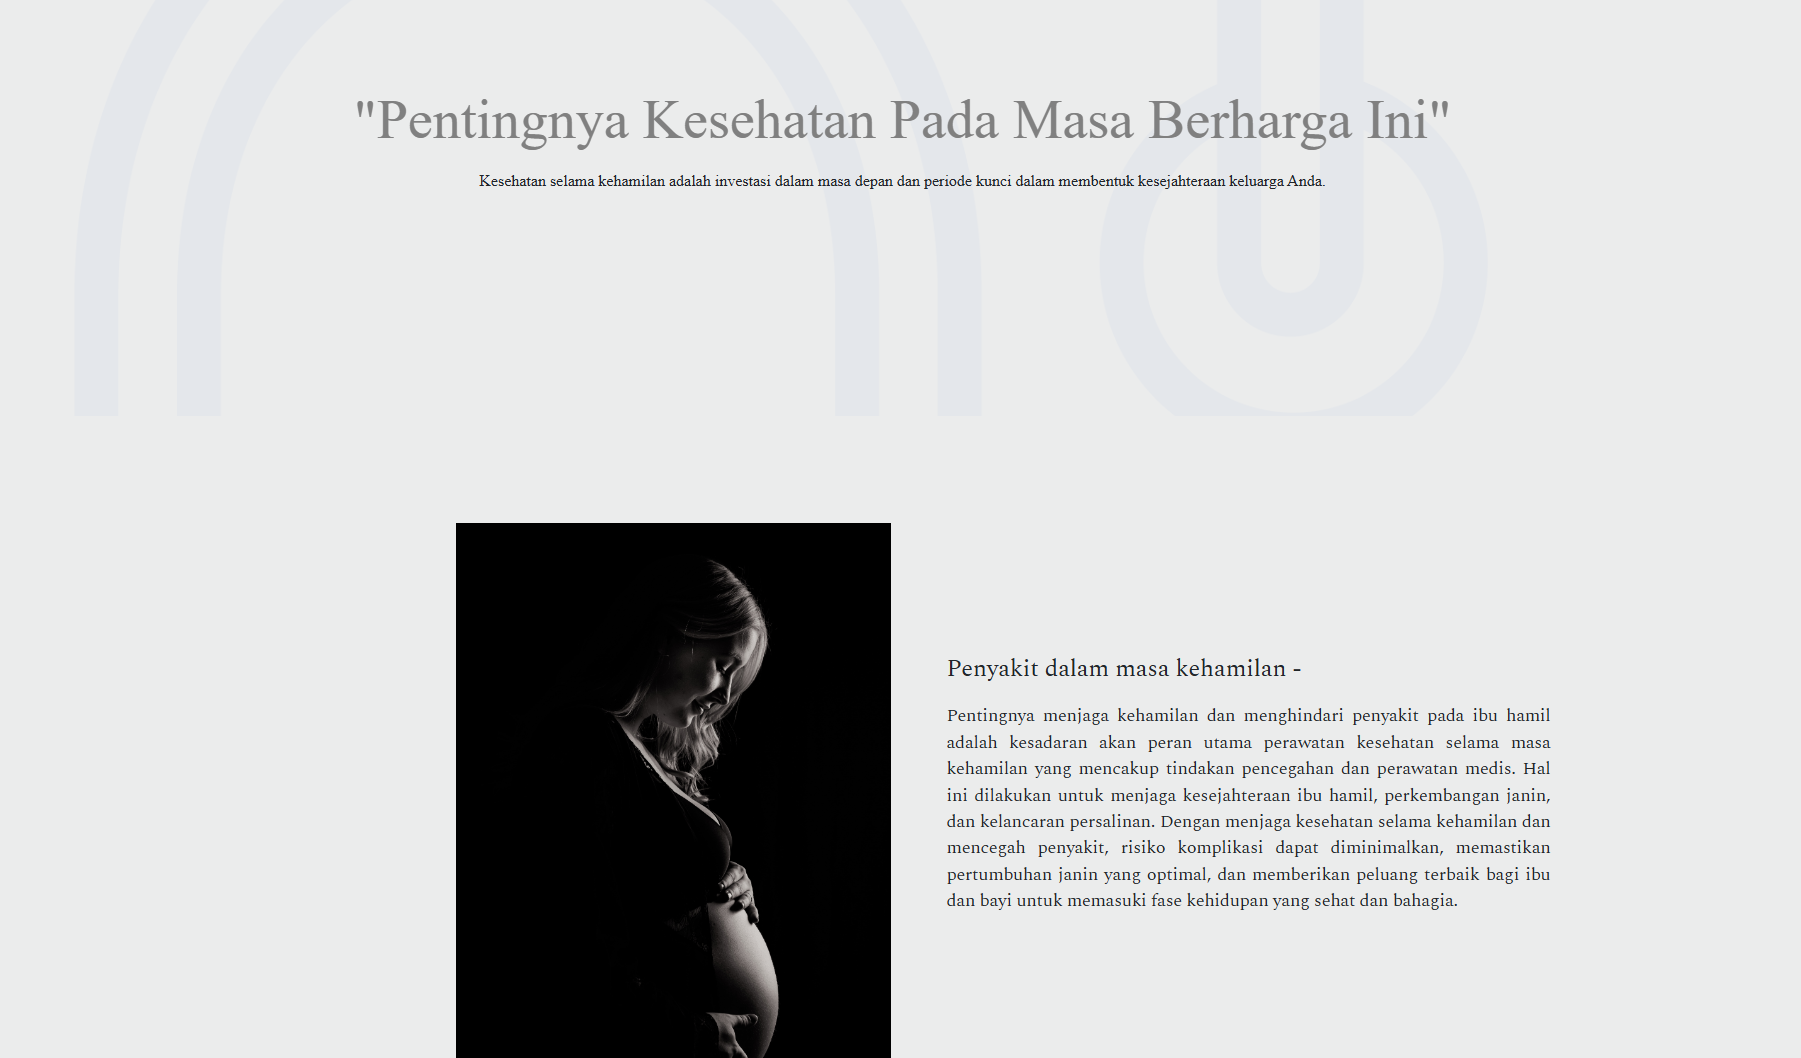 "Pentingnya Kesehatan Pada Masa Berharga Ini"
Kesehatan selama kehamilan adalah investasi dalam masa depan dan periode kunci dalam membentuk kesejahteraan keluarga Anda.
Penyakit dalam masa kehamilan -
Pentingnya menjaga kehamilan dan menghindari penyakit pada ibu hamil
adalah kesadaran akan peran utama perawatan kesehatan selama masa
kehamilan yang mencakup tindakan pencegahan dan perawatan medis. Hal
ini dilakukan untuk menjaga kesejahteraan ibu hamil, perkembangan janin,
dan kelancaran persalinan. Dengan menjaga kesehatan selama kehamilan dan
mencegah penyakit, risiko komplikasi dapat diminimalkan, memastikan
pertumbuhan janin yang optimal, dan memberikan peluang terbaik bagi ibu
dan bayi untuk memasuki fase kehidupan yang sehat dan bahagia.